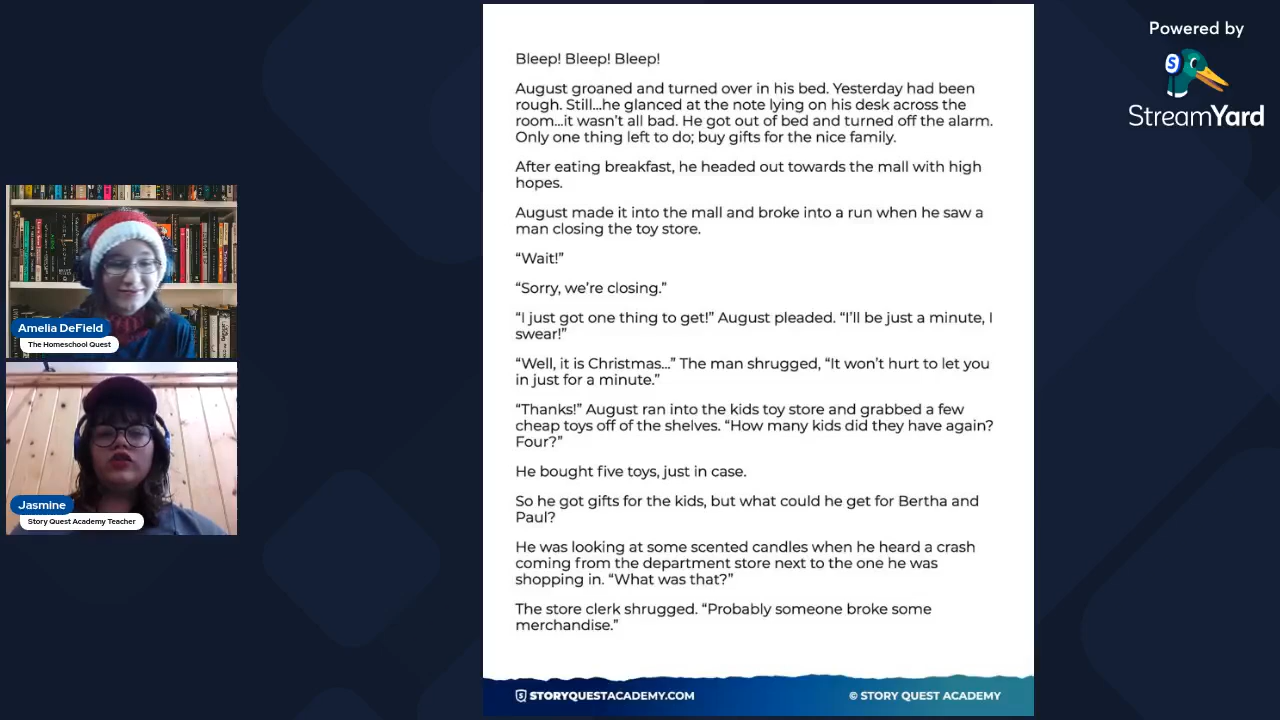 Bleep! Bleep! Bleep!
August groaned and turned over in his bed. Yesterday had been
rough. Still...he glanced at the note lying on his desk across the
room...it wasn't all bad. He got out of bed and turned off the alarm.
Only one thing left to do; buy gifts for the nice family.
After eating breakfast, he headed out towards the mall with high
hopes.
August made it into the mall and broke into a run when he saw a
man closing the toy store.
“Wait!”
“Sorry, we're closing.”
“I just got one thing to get!” August pleaded. “I'll be just a minute, I
swear!”
“Well, it is Christmas...” The man shrugged, “It won't hurt to let you
in just for a minute.”
“Thanks!” August ran into the kids toy store and grabbed a few
cheap toys off of the shelves. “How many kids did they have again?
Four?”
He bought five toys, just in case.
So he got gifts for the kids, but what could he get for Bertha and
Paul?
He was looking at some scented candles when he heard a crash
coming from the department store next to the one he was
shopping in. “What was that?”
The store clerk shrugged. “Probably someone broke some
merchandise.”
STORYQUESTACADEMY.COM
© STORY QUEST ACADEMY
Amelia DeField
The Homeschool Quest
Jasmine
Story Quest Academy Teacher
Powered by
S
StreamYard